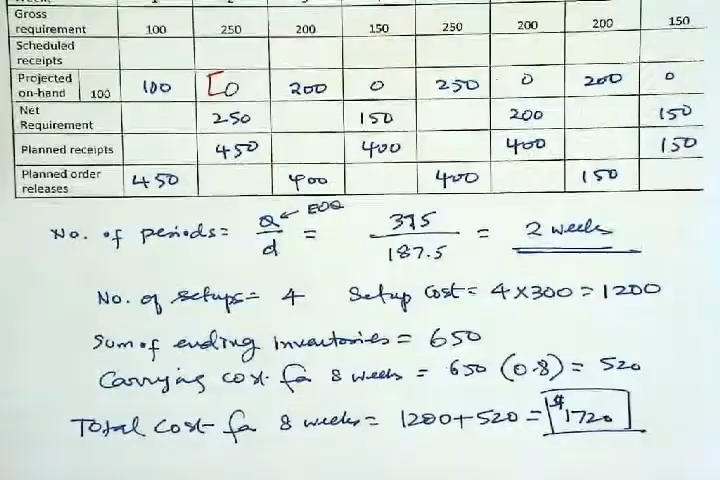 Gross requirement 100 250 200 150 250 200 200 150
Scheduled receipts
Projected on-hand 100 100 0 200 0 250 0 200 0
Net Requirement 250 150 200 150
Planned receipts 450 400 400 150
Planned order releases 450 400 400 150
No. of periods = Q/d ← EOQ = 375/187.5 = 2 weeks
No. of setups = 4 Setup cost = 4 × 300 = 1200
Sum of ending inventories = 650
Carrying cost for 8 weeks = 650 (0.8) = 520
Total cost for 8 weeks = 1200 + 520 = $1720